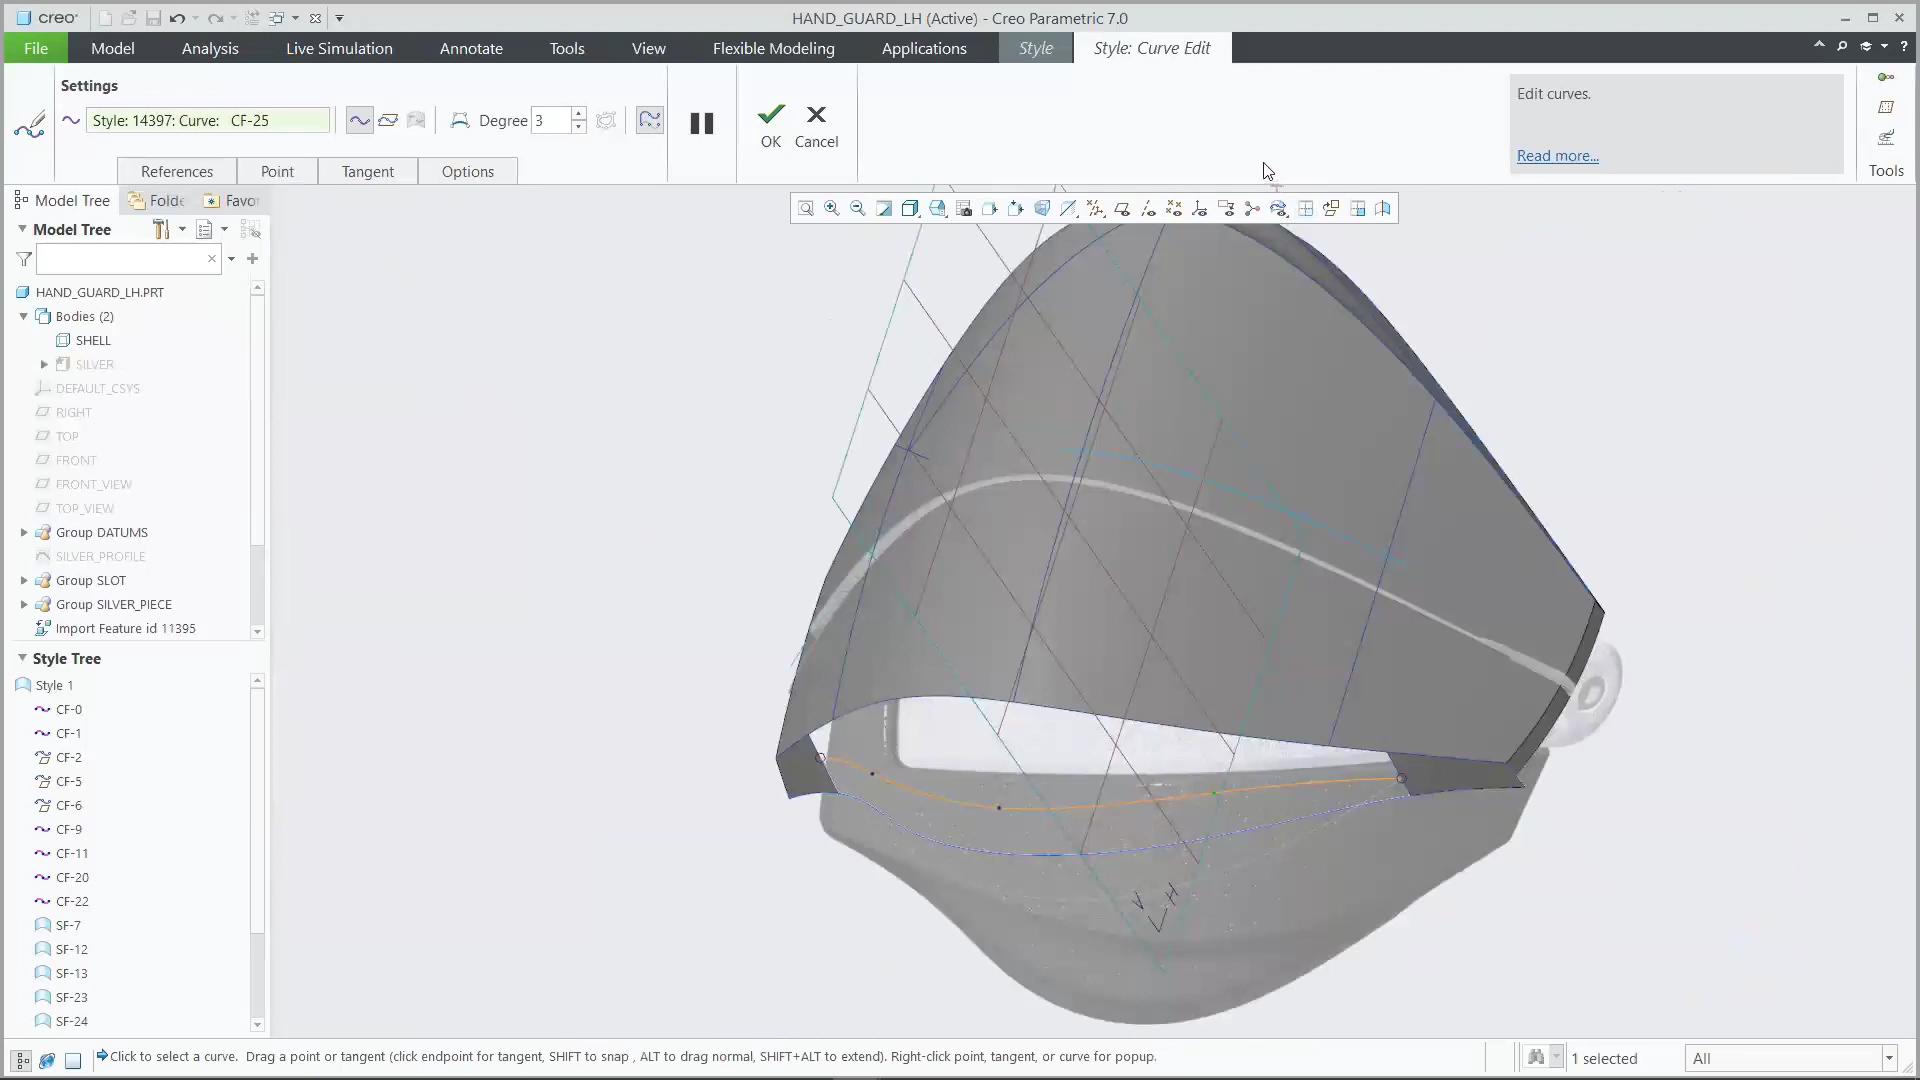 creo
HAND_GUARD_LH (Active) - Creo Parametric 7.0
File
Model
Analysis
Live Simulation
Annotate
Tools
View
Flexible Modeling
Applications
Style
Style: Curve Edit
Settings
Style: 14397: Curve: CF-25
Degree 3
OK
Cancel
References
Point
Tangent
Options
Edit curves.
Read more...
Tools
Model Tree
Folde
Favo
Model Tree
HAND_GUARD_LH.PRT
Bodies (2)
SHELL
SILVER
DEFAULT_CSYS
RIGHT
TOP
FRONT
FRONT_VIEW
TOP_VIEW
Group DATUMS
SILVER_PROFILE
Group SLOT
Group SILVER_PIECE
Import Feature id 11395
Style Tree
Style 1
CF-0
CF-1
CF-2
CF-5
CF-6
CF-9
CF-11
CF-20
CF-22
SF-7
SF-12
SF-13
SF-23
SF-24
V H
Click to select a curve. Drag a point or tangent (click endpoint for tangent, SHIFT to snap , ALT to drag normal, SHIFT+ALT to extend). Right-click point, tangent, or curve for popup.
1 selected
All